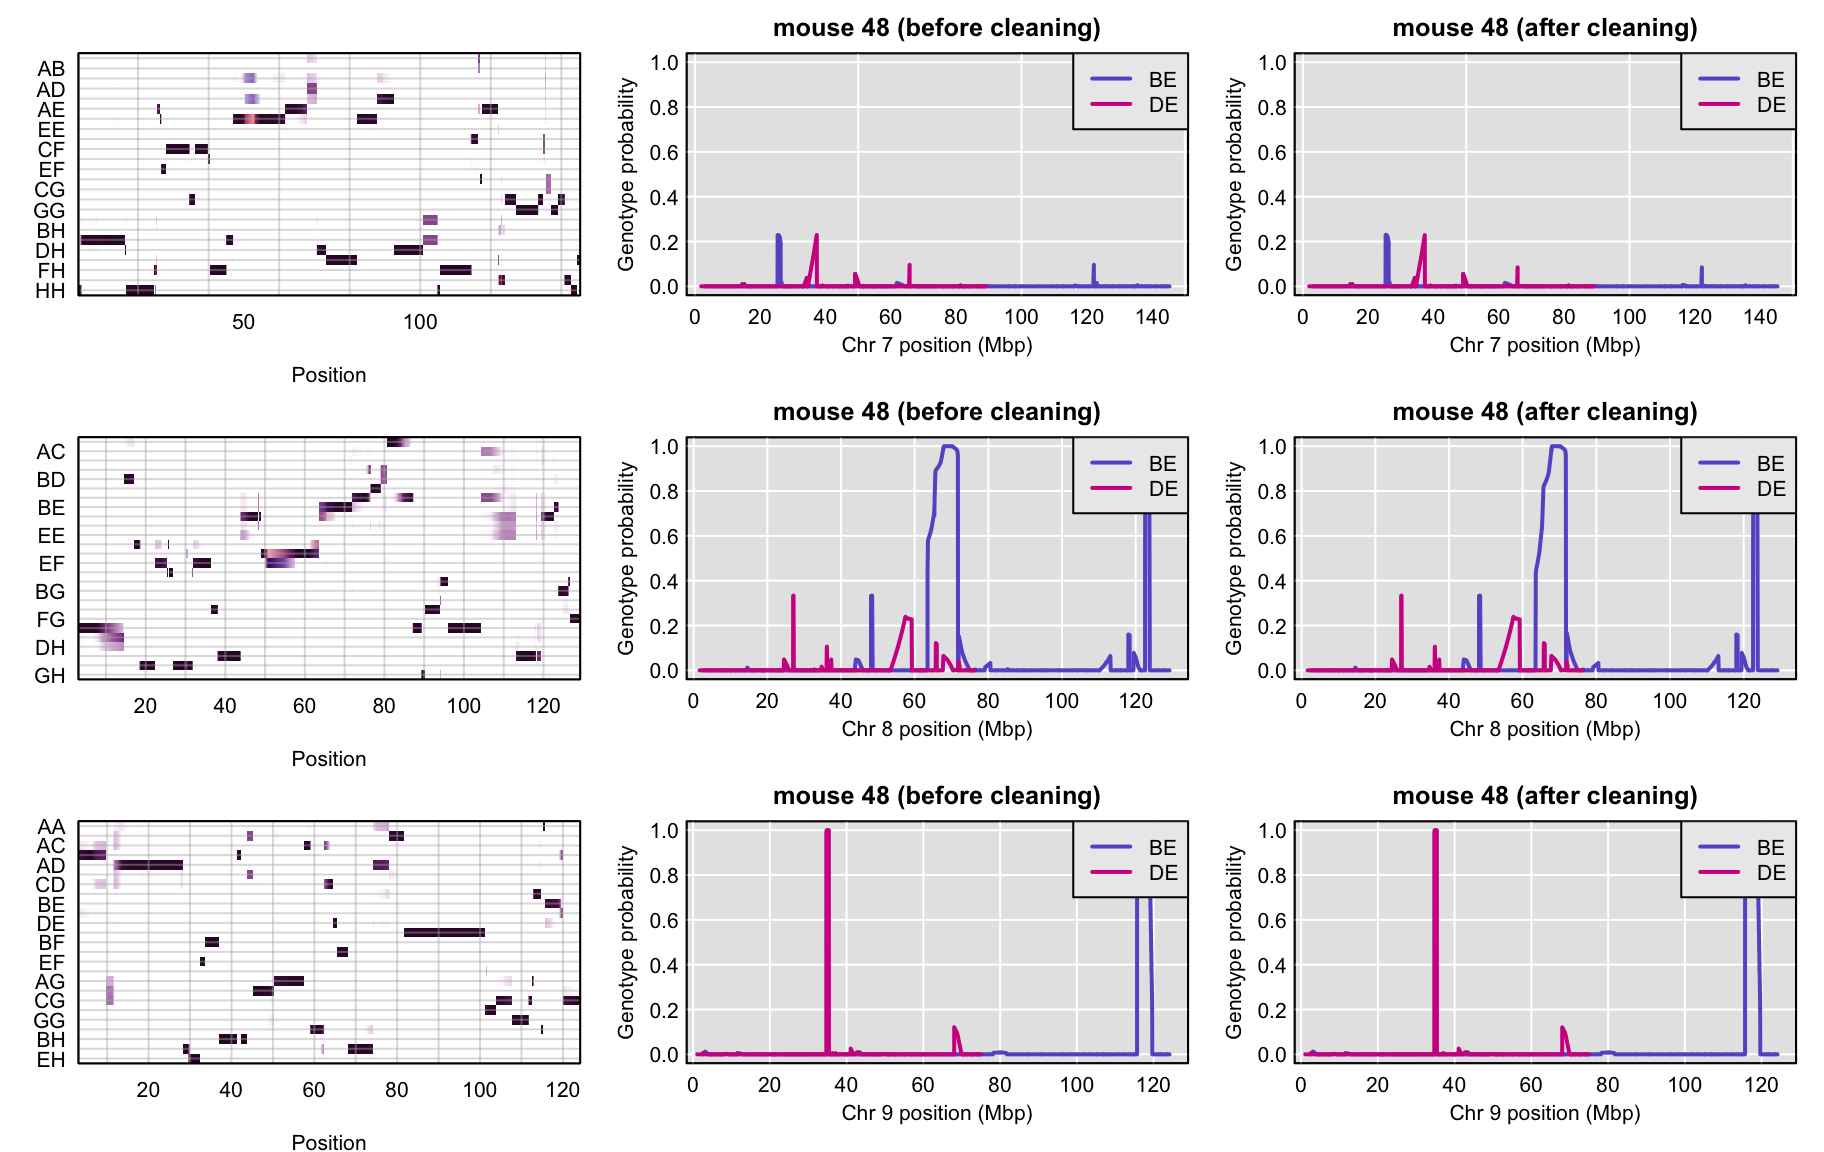 mouse 48 (before cleaning)
mouse 48 (after cleaning)
AB
AD
AE
EE
CF
EF
CG
GG
BH
DH
FH
HH
50 100
Position
Genotype probability
1.0
0.8
0.6
0.4
0.2
0.0
BE
DE
0 20 40 60 80 100 120 140
Chr 7 position (Mbp)
Genotype probability
1.0
0.8
0.6
0.4
0.2
0.0
BE
DE
0 20 40 60 80 100 120 140
Chr 7 position (Mbp)
mouse 48 (before cleaning)
mouse 48 (after cleaning)
AC
BD
BE
EE
EF
BG
FG
DH
GH
20 40 60 80 100 120
Position
Genotype probability
1.0
0.8
0.6
0.4
0.2
0.0
BE
DE
0 20 40 60 80 100 120
Chr 8 position (Mbp)
Genotype probability
1.0
0.8
0.6
0.4
0.2
0.0
BE
DE
0 20 40 60 80 100 120
Chr 8 position (Mbp)
mouse 48 (before cleaning)
mouse 48 (after cleaning)
AA
AC
AD
CD
BE
DE
BF
EF
AG
CG
GG
BH
EH
20 40 60 80 100 120
Position
Genotype probability
1.0
0.8
0.6
0.4
0.2
0.0
BE
DE
0 20 40 60 80 100 120
Chr 9 position (Mbp)
Genotype probability
1.0
0.8
0.6
0.4
0.2
0.0
BE
DE
0 20 40 60 80 100 120
Chr 9 position (Mbp)